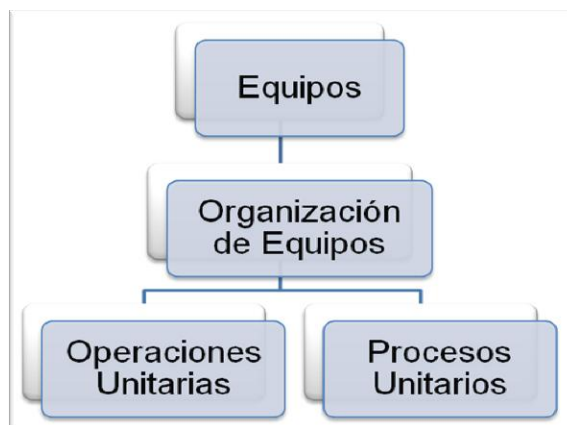 Equipos
Organización
de Equipos
Operaciones
Unitarias
Procesos
Unitarios